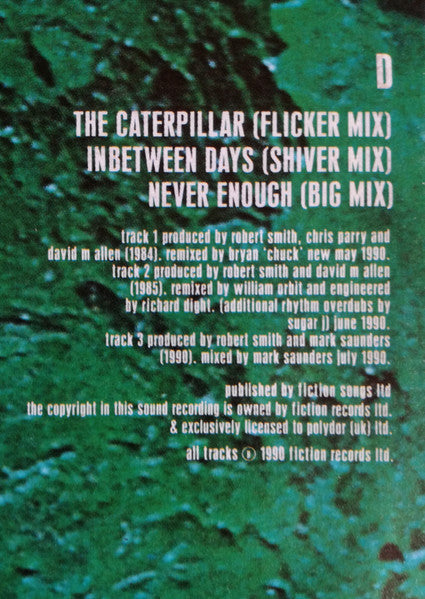 D
THE CATERPILLAR (FLICKER MIX)
INBETWEEN DAYS (SHIVER MIX)
NEVER ENOUGH (BIG MIX)
track 1 produced by robert smith, chris parry and
david m allen (1984). remixed by bryan 'chuck' new may 1990.
track 2 produced by robert smith and david m allen
(1985). remixed by william orbit and engineered
by richard dight. (additional rhythm overdubs by
sugar j) june 1990.
track 3 produced by robert smith and mark saunders
(1990). mixed by mark saunders july 1990.
published by fiction songs ltd
the copyright in this sound recording is owned by fiction records ltd.
& exclusively licensed to polydor (uk) ltd.
all tracks ℗ 1990 fiction records ltd.